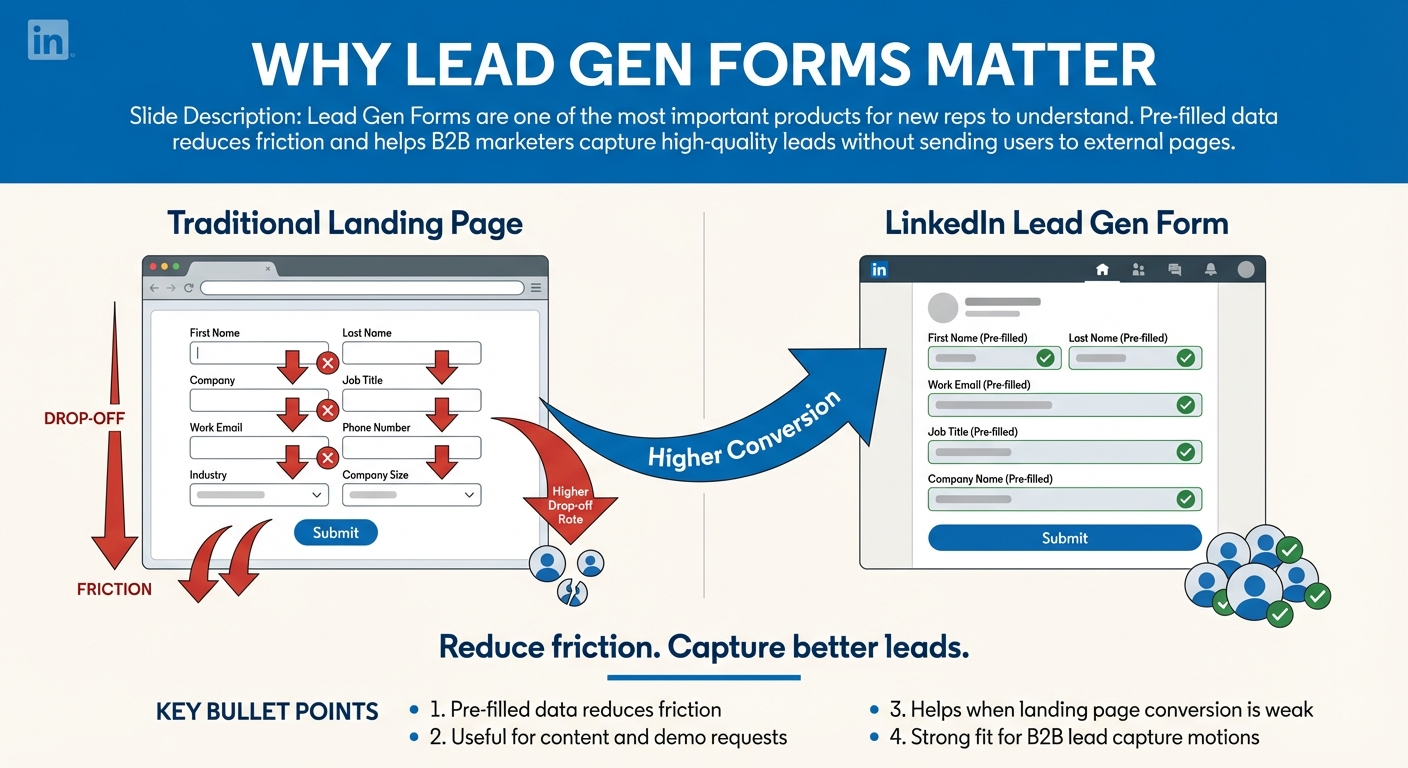 in
WHY LEAD GEN FORMS MATTER
Slide Description: Lead Gen Forms are one of the most important products for new reps to understand. Pre-filled data
reduces friction and helps B2B marketers capture high-quality leads without sending users to external pages.
Traditional Landing Page
First Name
Last Name
Company
Job Title
Work Email
Phone Number
Industry
Company Size
Submit
DROP-OFF
FRICTION
Higher
Drop-off
Rate
Higher Conversion
LinkedIn Lead Gen Form
in
First Name (Pre-filled)
Last Name (Pre-filled)
Work Email (Pre-filled)
Job Title (Pre-filled)
Company Name (Pre-filled)
Submit
Reduce friction. Capture better leads.
KEY BULLET POINTS
• 1. Pre-filled data reduces friction
• 2. Useful for content and demo requests
• 3. Helps when landing page conversion is weak
• 4. Strong fit for B2B lead capture motions